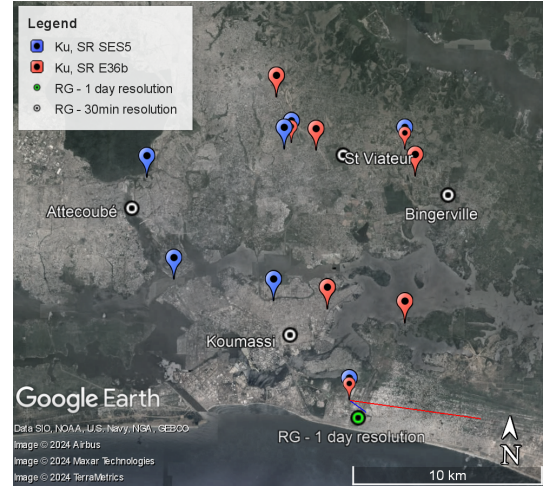 Legend
Ku, SR SES5
Ku, SR E36b
RG - 1 day resolution
RG - 30min resolution
St Viateur
Attecoubé
Bingerville
Koumassi
Google Earth
RG - 1 day resolution
Data SIO, NOAA, U.S. Navy, NGA, GEBCO
Image © 2024 Airbus
Image © 2024 Maxar Technologies
Image © 2024 TerraMetrics
N
10 km